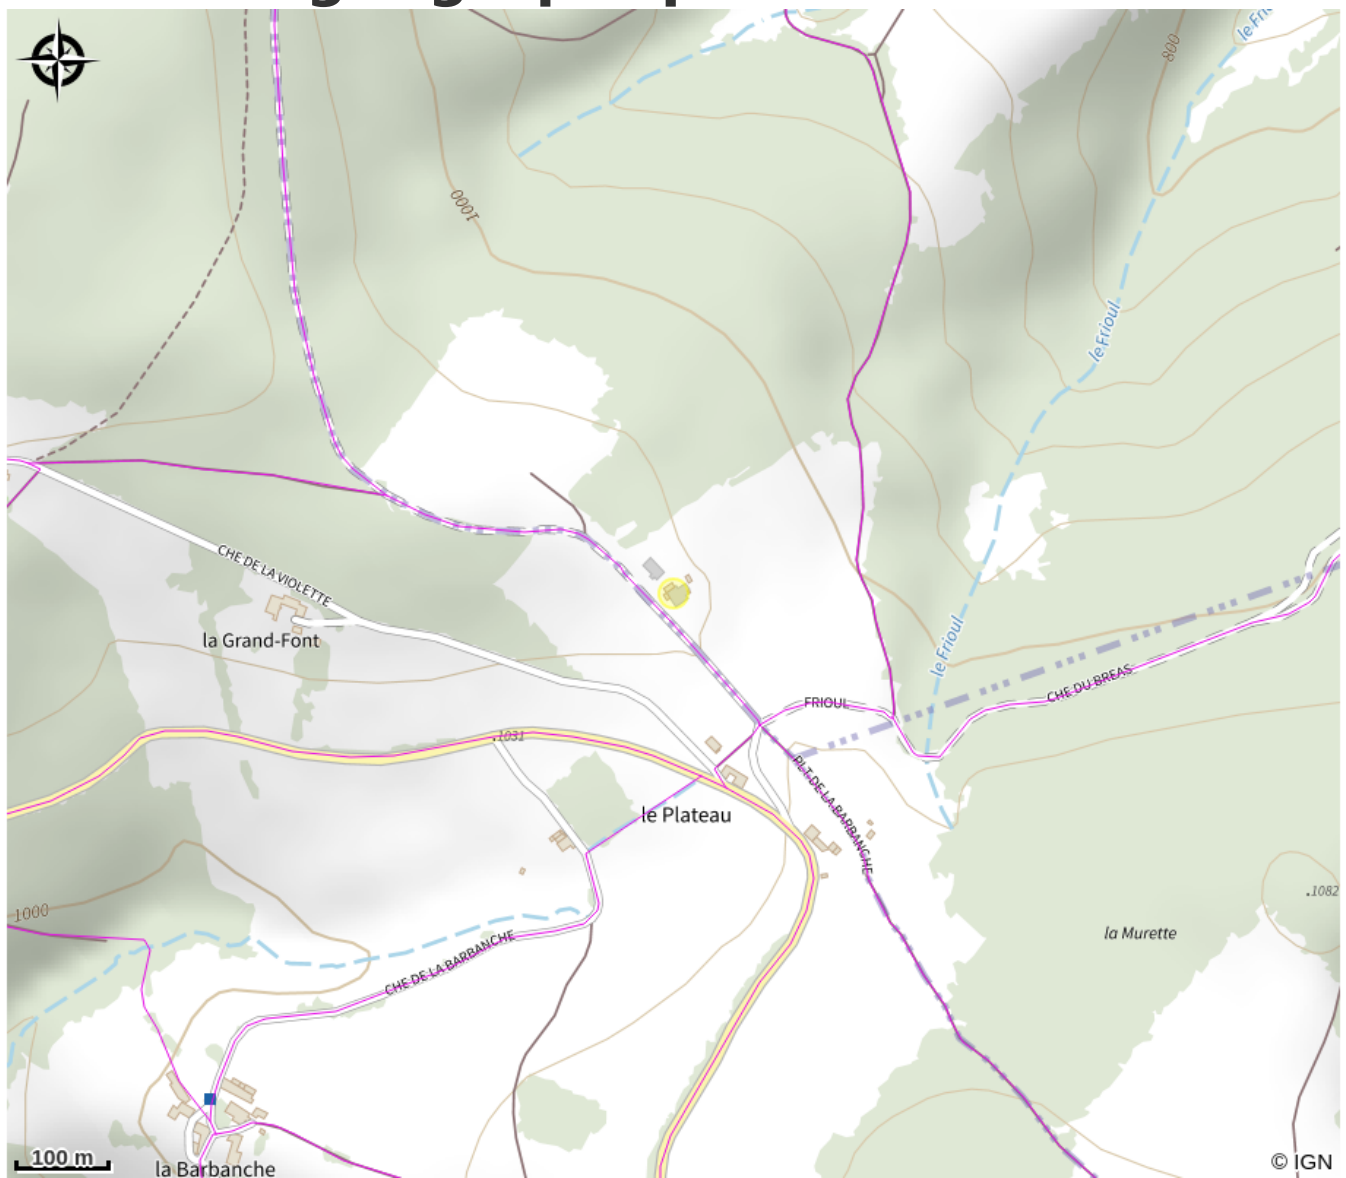 le Frioul
800
1000
le Frioul
CHE DE LA VIOLETTE
la Grand-Font
le Frioul
CHE DU BREAS
FRIOUL
.1031
PLT DE LA BARBANCHE
le Plateau
.1082
1000
la Murette
CHE DE LA BARBANCHE
100 m
la Barbanche
© IGN